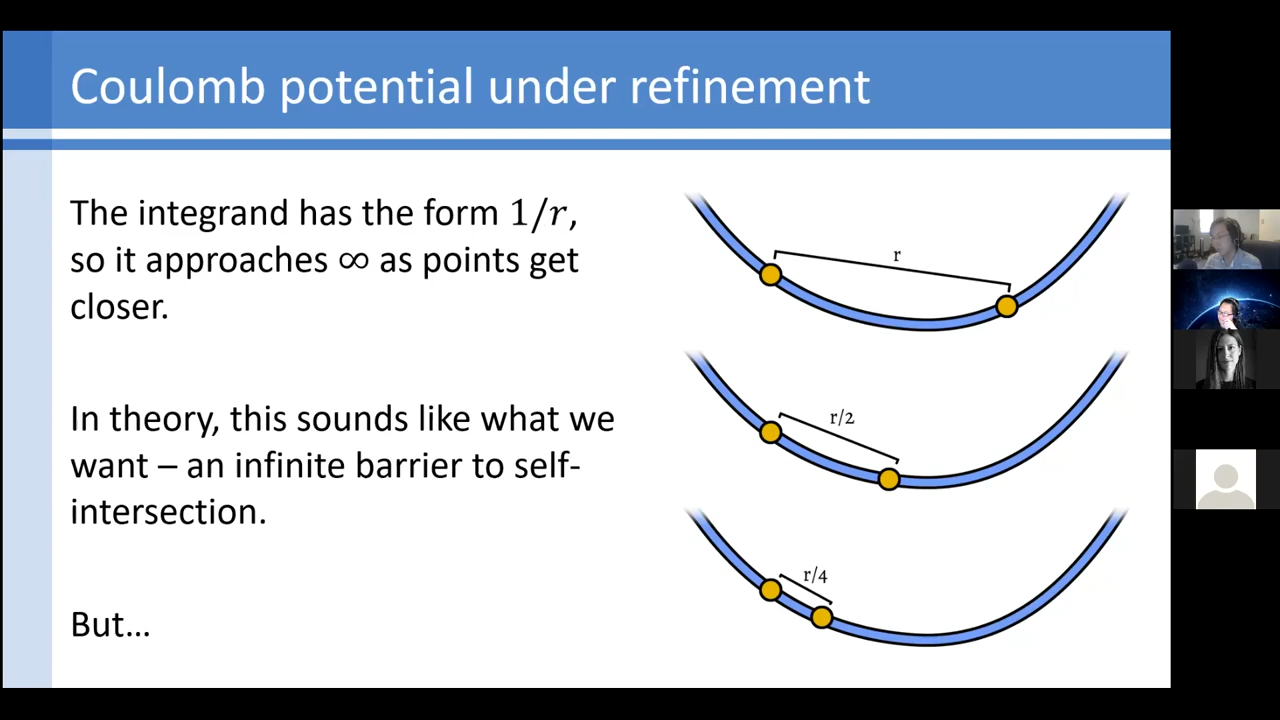 Coulomb potential under refinement
The integrand has the form 1/r,
so it approaches ∞ as points get
closer.
In theory, this sounds like what we
want – an infinite barrier to self-
intersection.
But...
r
r/2
r/4